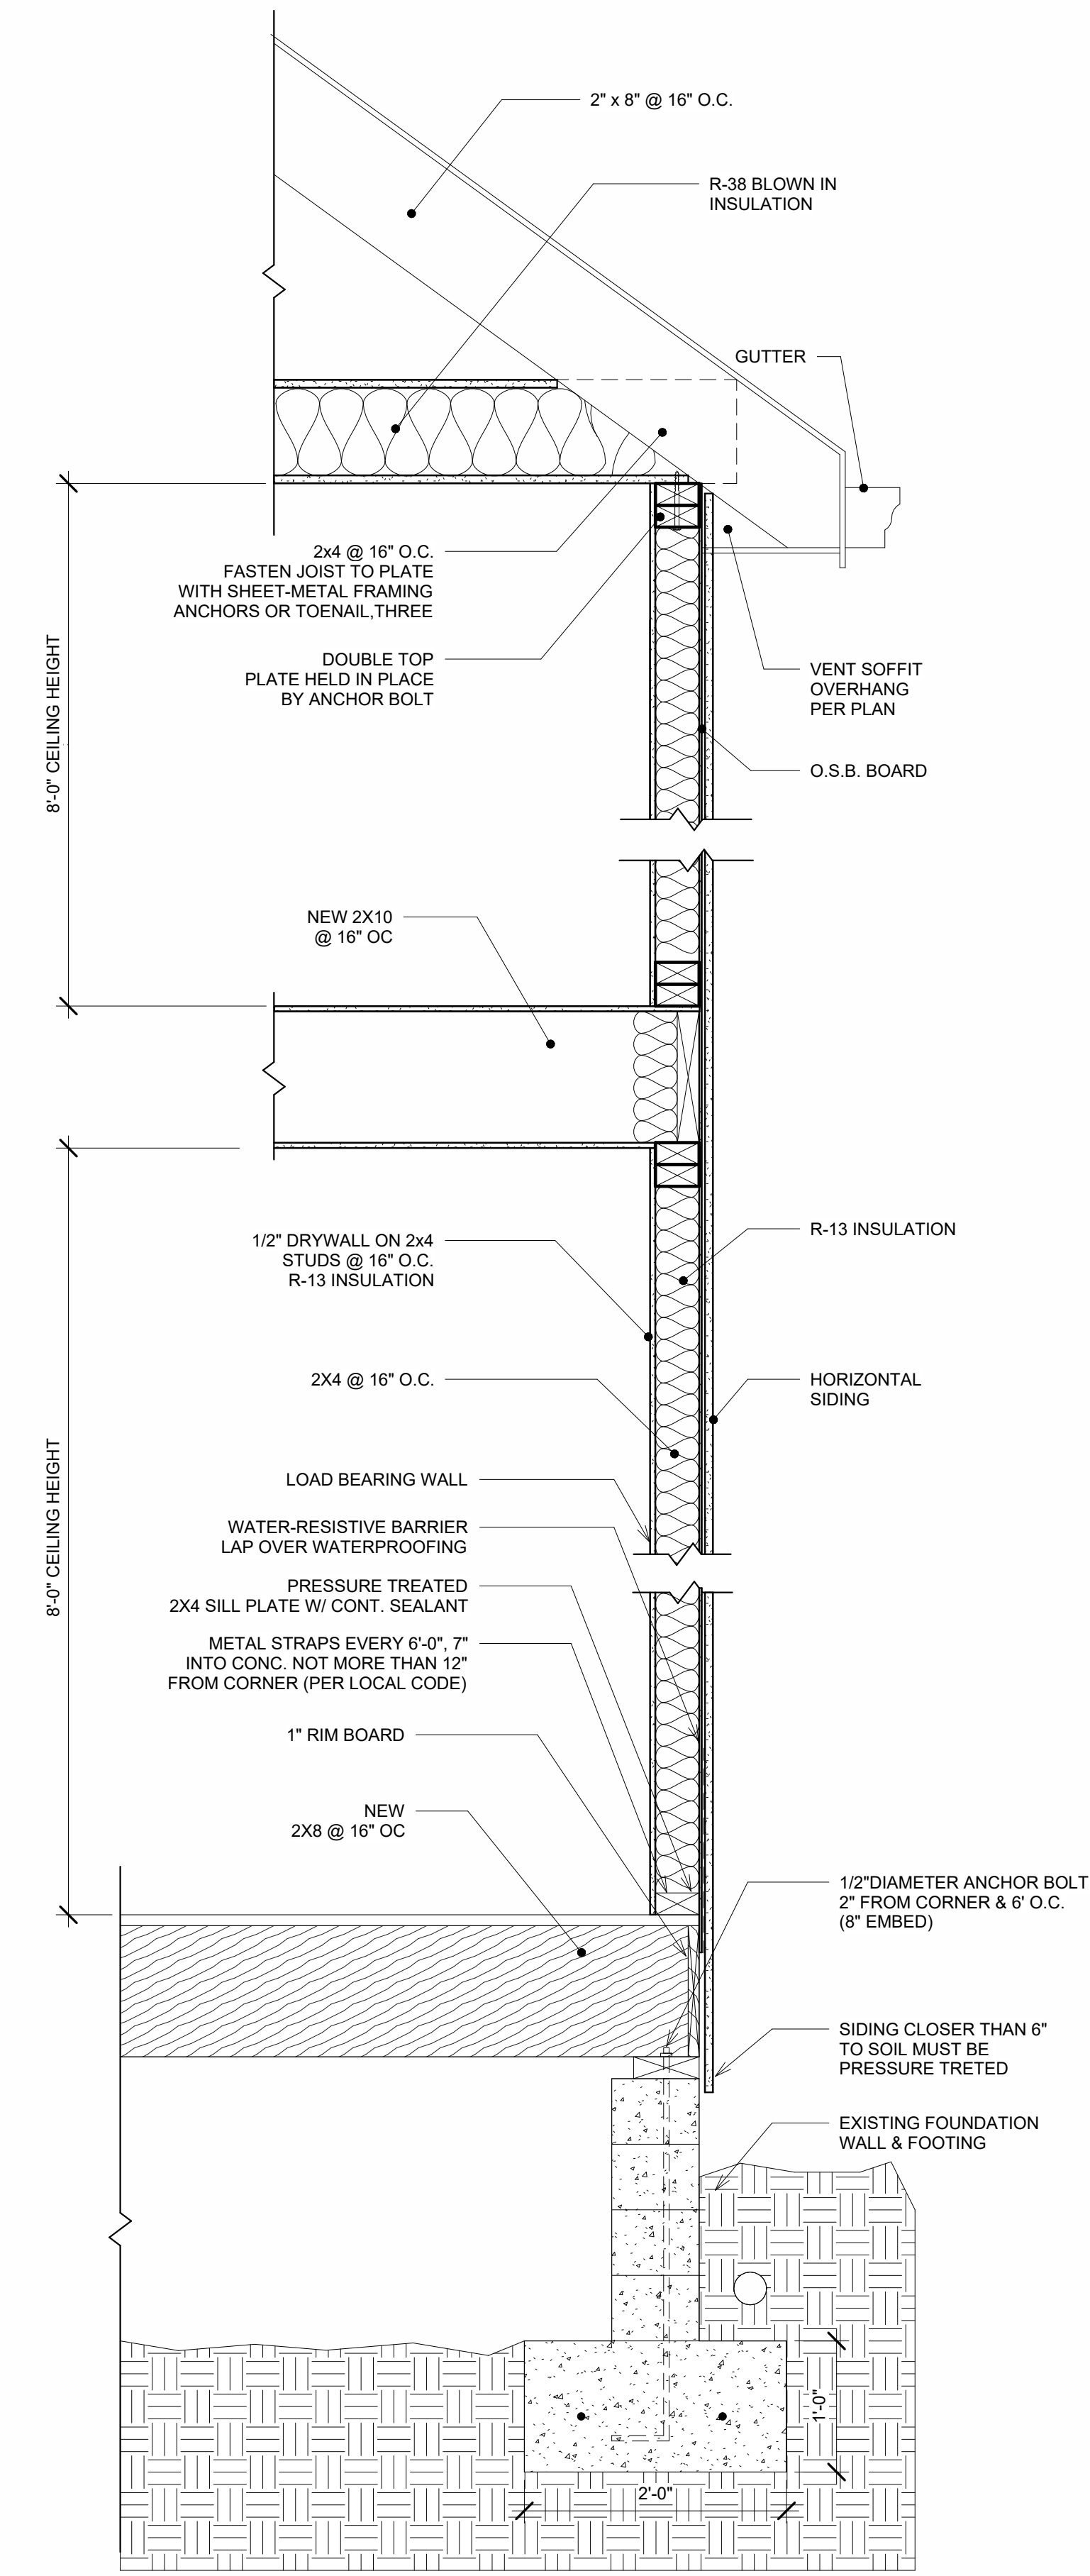 2" x 8" @ 16" O.C.
R-38 BLOWN IN
INSULATION
GUTTER
2x4 @ 16" O.C.
FASTEN JOIST TO PLATE
WITH SHEET-METAL FRAMING
ANCHORS OR TOENAIL,THREE
DOUBLE TOP
PLATE HELD IN PLACE
BY ANCHOR BOLT
VENT SOFFIT
OVERHANG
PER PLAN
8'-0" CEILING HEIGHT
O.S.B. BOARD
NEW 2X10
@ 16" OC
R-13 INSULATION
1/2" DRYWALL ON 2x4
STUDS @ 16" O.C.
R-13 INSULATION
2X4 @ 16" O.C.
HORIZONTAL
SIDING
8'-0" CEILING HEIGHT
LOAD BEARING WALL
WATER-RESISTIVE BARRIER
LAP OVER WATERPROOFING
PRESSURE TREATED
2X4 SILL PLATE W/ CONT. SEALANT
METAL STRAPS EVERY 6'-0", 7"
INTO CONC. NOT MORE THAN 12"
FROM CORNER (PER LOCAL CODE)
1" RIM BOARD
NEW
2X8 @ 16" OC
1/2"DIAMETER ANCHOR BOLT
2" FROM CORNER & 6' O.C.
(8" EMBED)
SIDING CLOSER THAN 6"
TO SOIL MUST BE
PRESSURE TRETED
EXISTING FOUNDATION
WALL & FOOTING
1'-0"
2'-0"